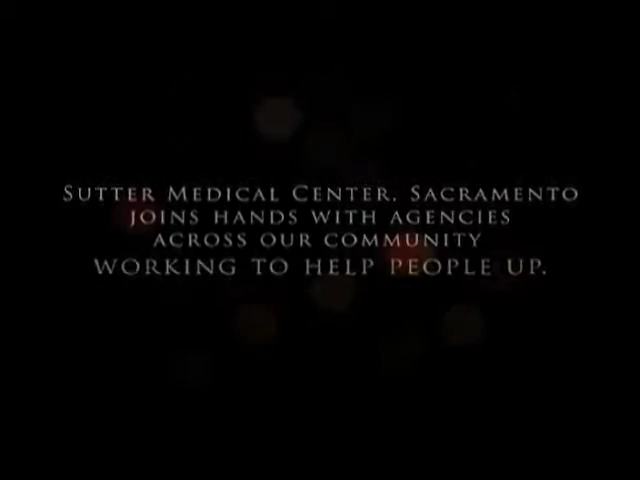 Sutter Medical Center, Sacramento
joins hands with agencies
across our community
working to help people up.